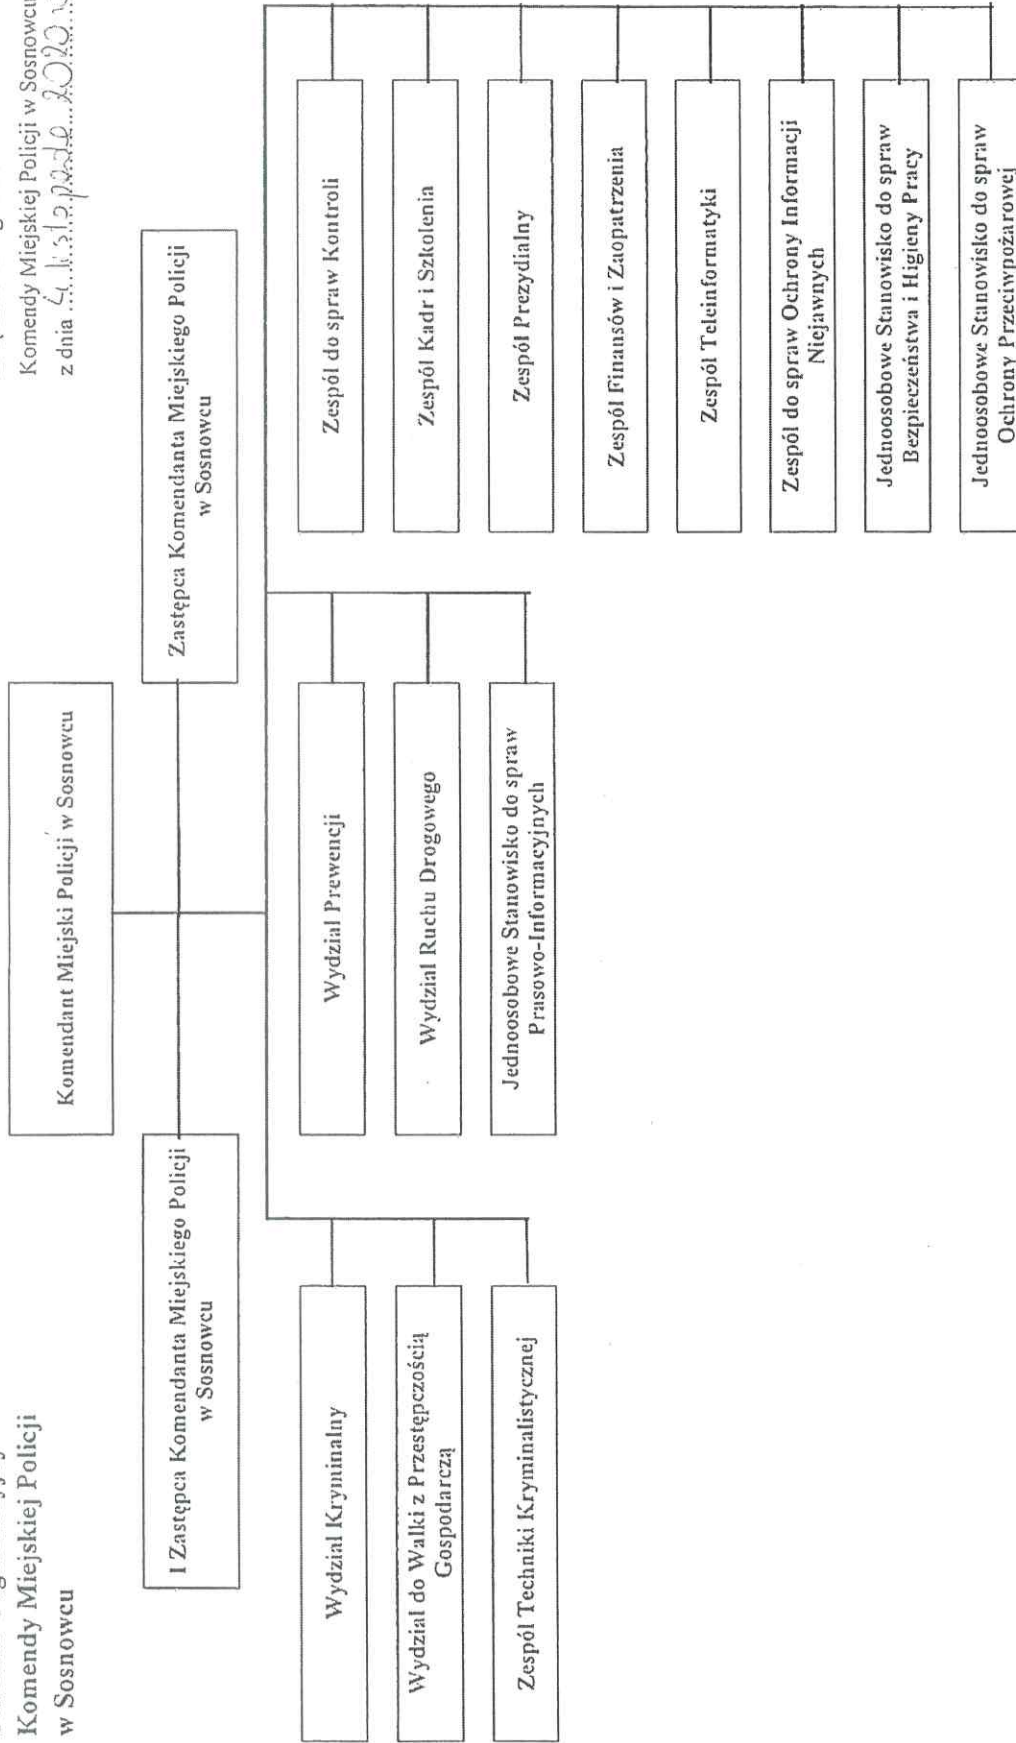 Komendy Miejskiej Policji
w Sosnowcu
Komendy Miejskiej Policji w Sosnowcu
z dnia 4 listopada 2020
Komendant Miejski Policji w Sosnowcu
I Zastępca Komendanta Miejskiego Policji
w Sosnowcu
Zastępca Komendanta Miejskiego Policji
w Sosnowcu
Wydział Kryminalny
Wydział do Walki z Przestępczością
Gospodarczą
Zespół Techniki Kryminalistycznej
Wydział Prewencji
Wydział Ruchu Drogowego
Jednoosobowe Stanowisko do spraw
Prasowo-Informacyjnych
Zespół do spraw Kontroli
Zespół Kadr i Szkolenia
Zespół Prezydialny
Zespół Finansów i Zaopatrzenia
Zespół Teleinformatyki
Zespół do spraw Ochrony Informacji
Niejawnych
Jednoosobowe Stanowisko do spraw
Bezpieczeństwa i Higieny Pracy
Jednoosobowe Stanowisko do spraw
Ochrony Przeciwpożarowej